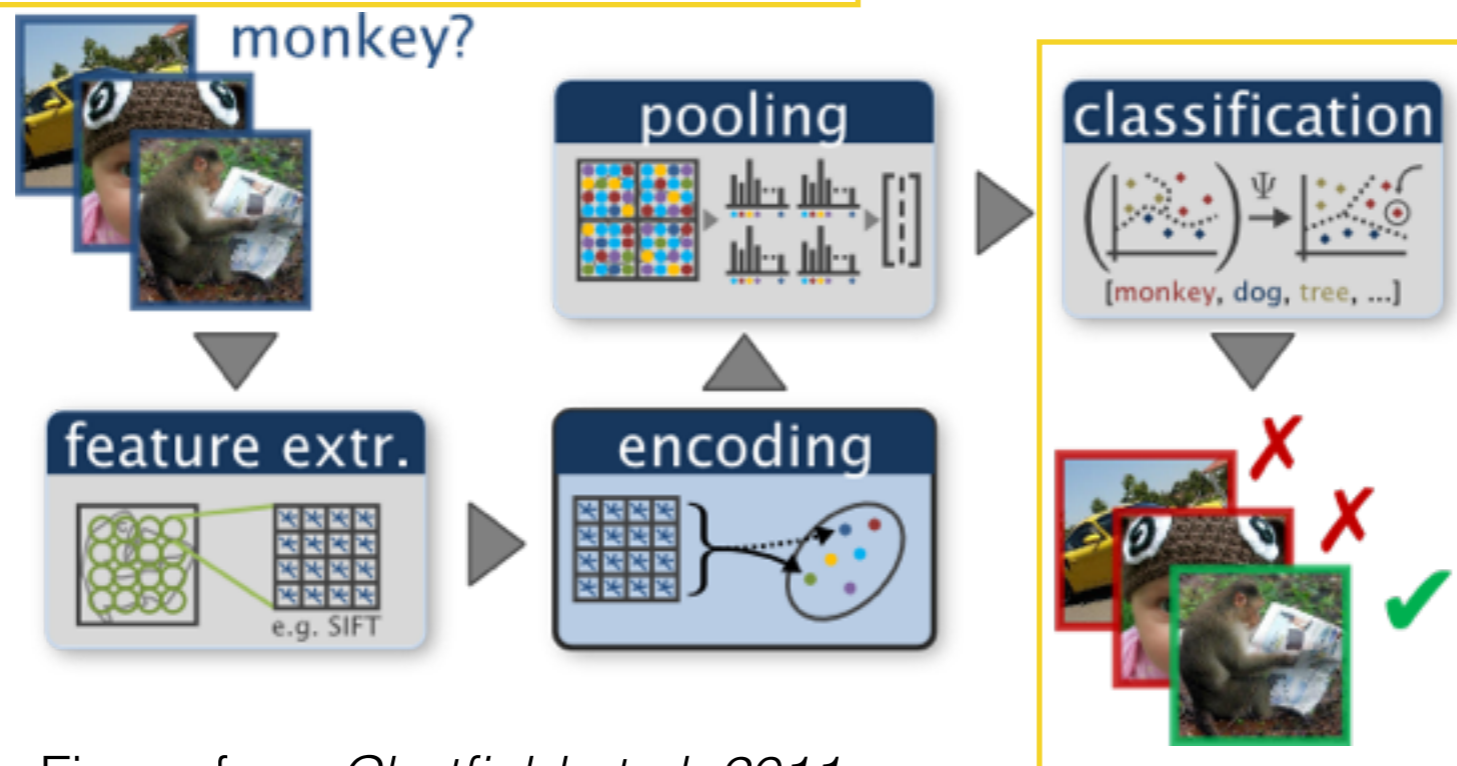 monkey?
feature extr.
e.g. SIFT
encoding
pooling
classification
Ψ
[monkey, dog, tree, ...]